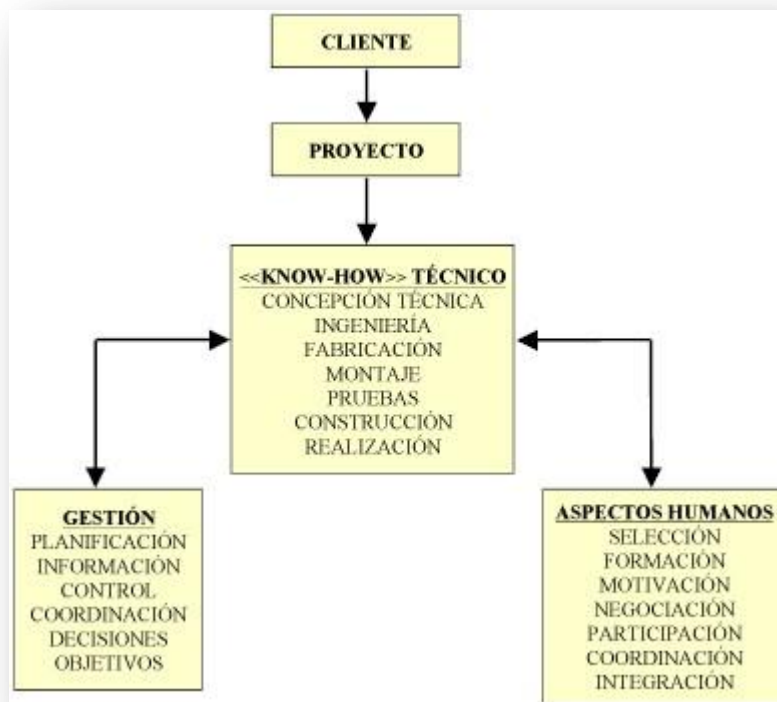 CLIENTE
PROYECTO
<<KNOW-HOW>> TÉCNICO
CONCEPCIÓN TÉCNICA
INGENIERÍA
FABRICACIÓN
MONTAJE
PRUEBAS
CONSTRUCCIÓN
REALIZACIÓN
GESTIÓN
PLANIFICACIÓN
INFORMACIÓN
CONTROL
COORDINACIÓN
DECISIONES
OBJETIVOS
ASPECTOS HUMANOS
SELECCIÓN
FORMACIÓN
MOTIVACIÓN
NEGOCIACIÓN
PARTICIPACIÓN
COORDINACIÓN
INTEGRACIÓN